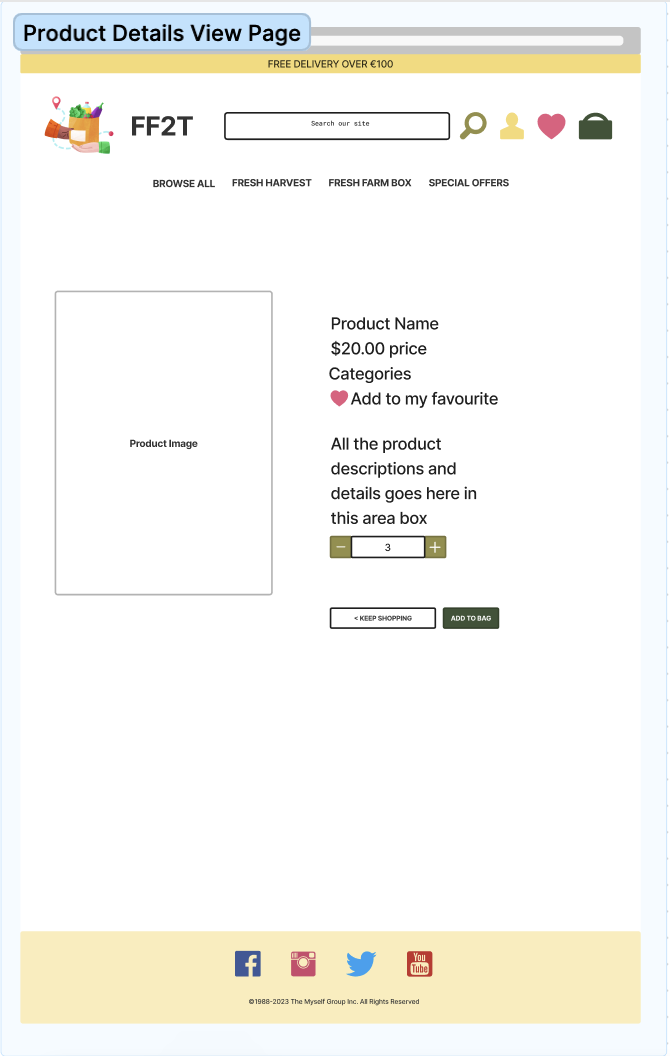 Product Details View Page
FREE DELIVERY OVER €100
FF2T
Search our site
BROWSE ALL
FRESH HARVEST
FRESH FARM BOX
SPECIAL OFFERS
Product Image
Product Name
$20.00 price
Categories
Add to my favourite
All the product
descriptions and
details goes here in
this area box
− 3 +
< KEEP SHOPPING
ADD TO BAG
You
Tube
©1988-2023 The Myself Group Inc. All Rights Reserved